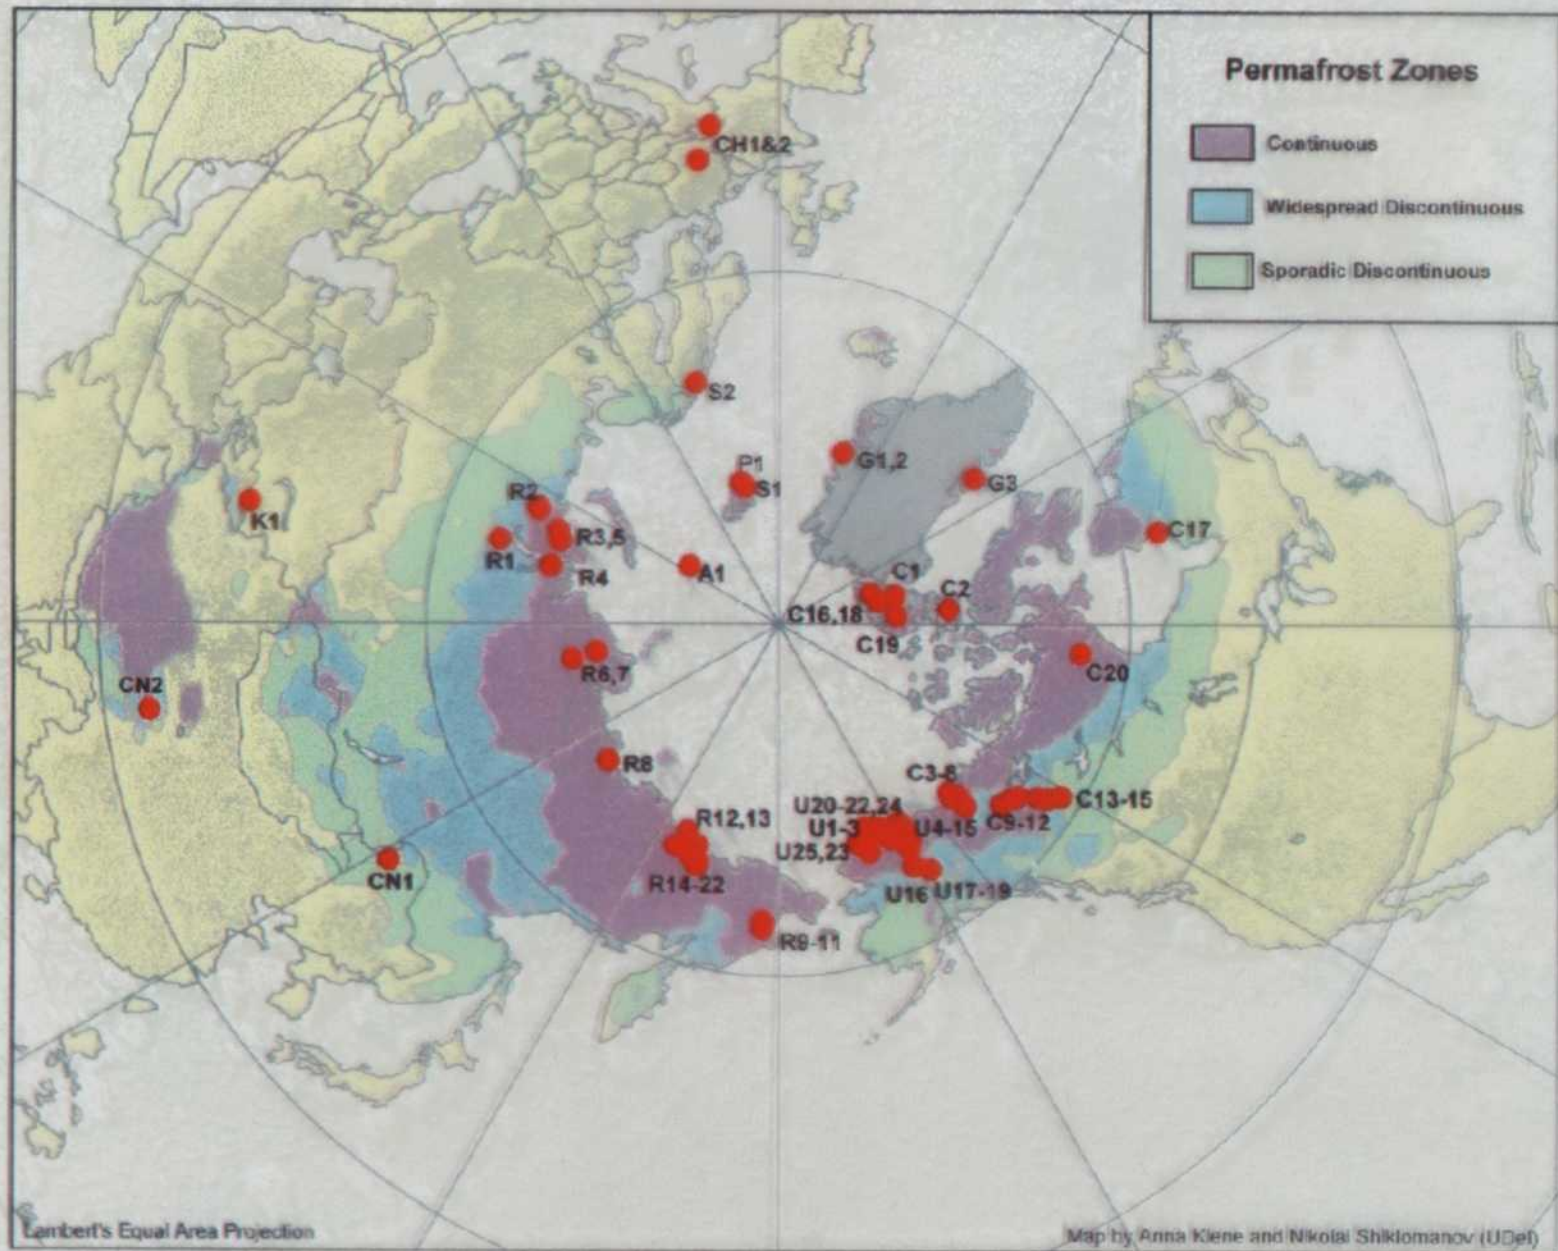 Permafrost Zones
Continuous
Widespread Discontinuous
Sporadic Discontinuous
CH1&2
S2
P1
S1
G1,2
G3
R2
K1
R3,5
R1
R4
A1
C17
C1
C2
C16,18
C19
R6,7
C20
CN2
R8
C3-8
C13-15
U20-22,24
R12,13
U1-3
U4-15
C9-12
U25,23
CN1
R14-22
U16
U17-19
R9-11
Lambert's Equal Area Projection
Map by Anna Klene and Nikolai Shiklomanov (UDel)